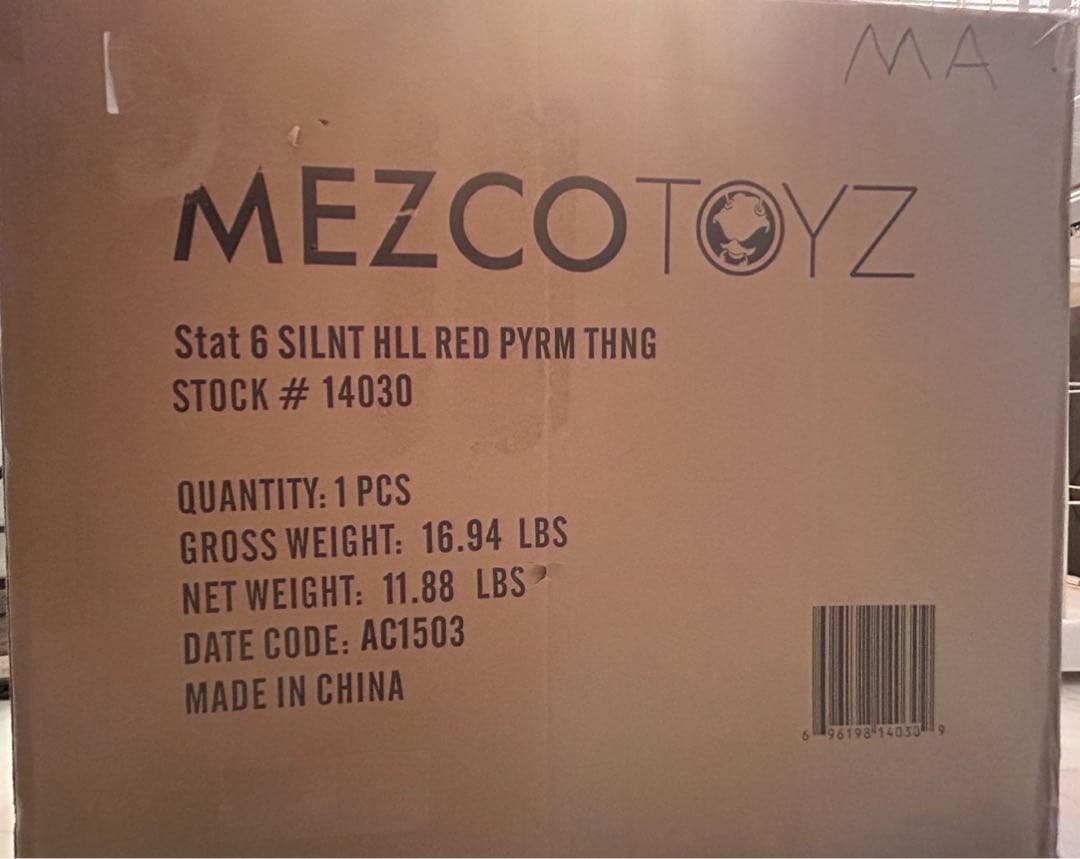 MA
MEZCOTOYZ
Stat 6 SILNT HLL RED PYRM THNG
STOCK # 14030
QUANTITY: 1 PCS
GROSS WEIGHT: 16.94 LBS
NET WEIGHT: 11.88 LBS
DATE CODE: AC1503
MADE IN CHINA
6 96198 14030 9